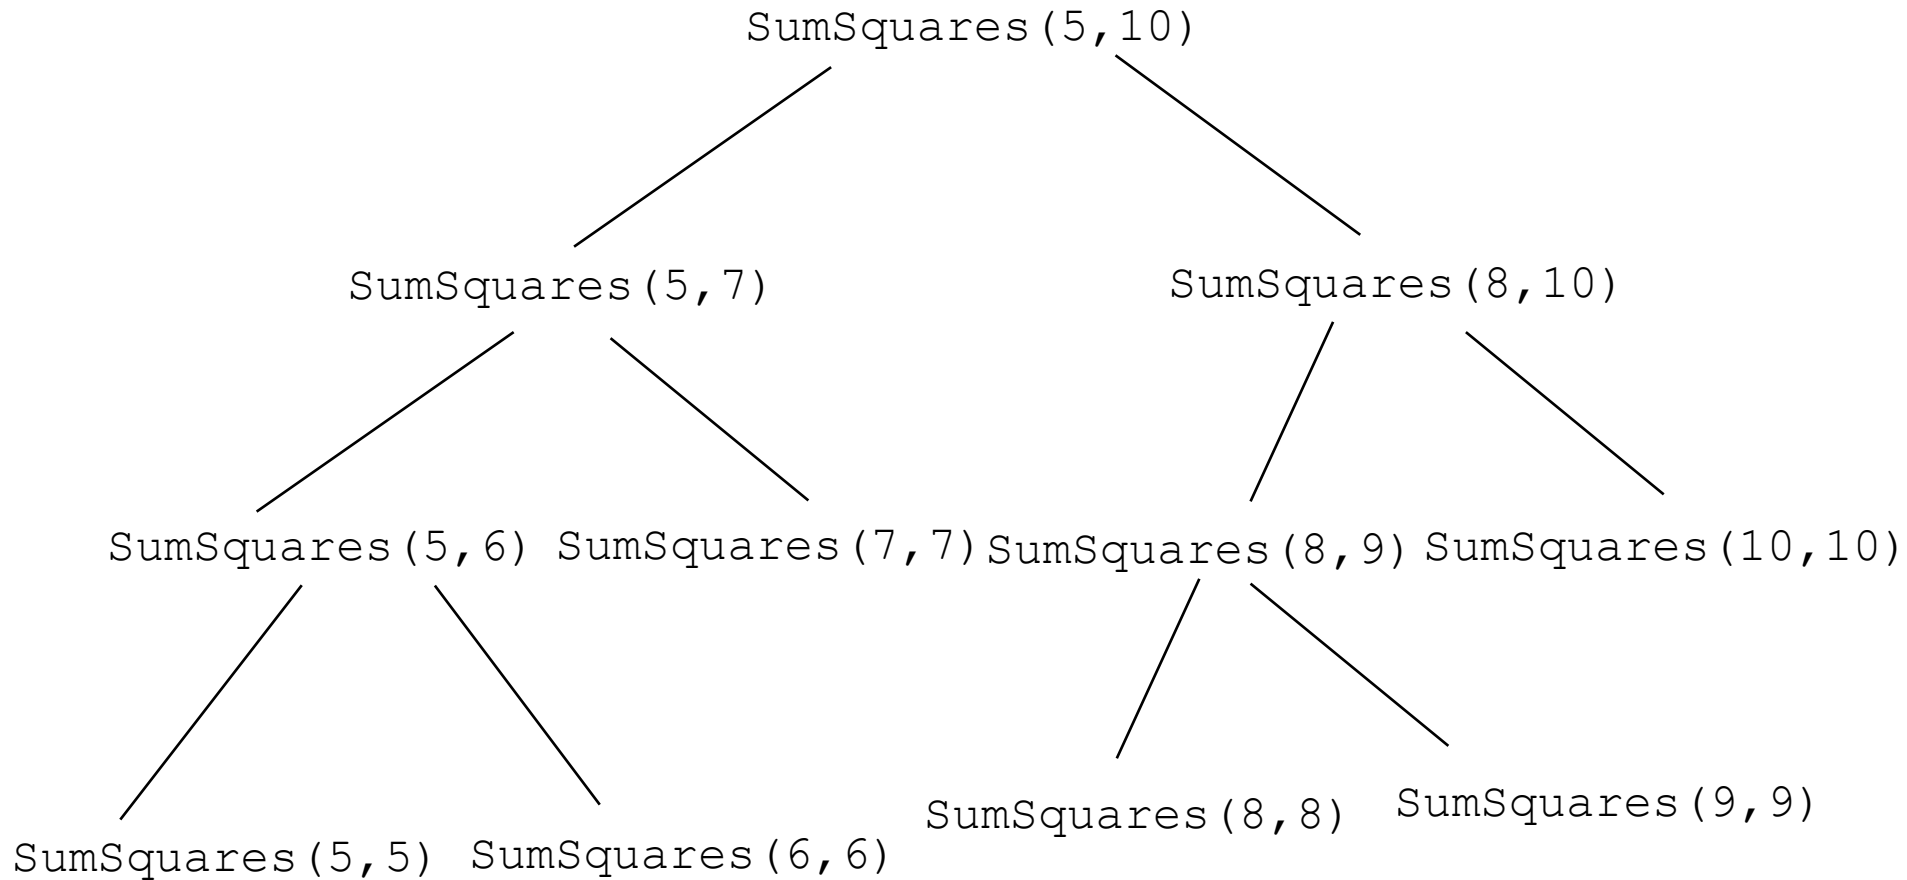 SumSquares(5,10)
SumSquares(5,7)
SumSquares(8,10)
SumSquares(5,6)
SumSquares(7,7)
SumSquares(8,9)
SumSquares(10,10)
SumSquares(5,5)
SumSquares(6,6)
SumSquares(8,8)
SumSquares(9,9)